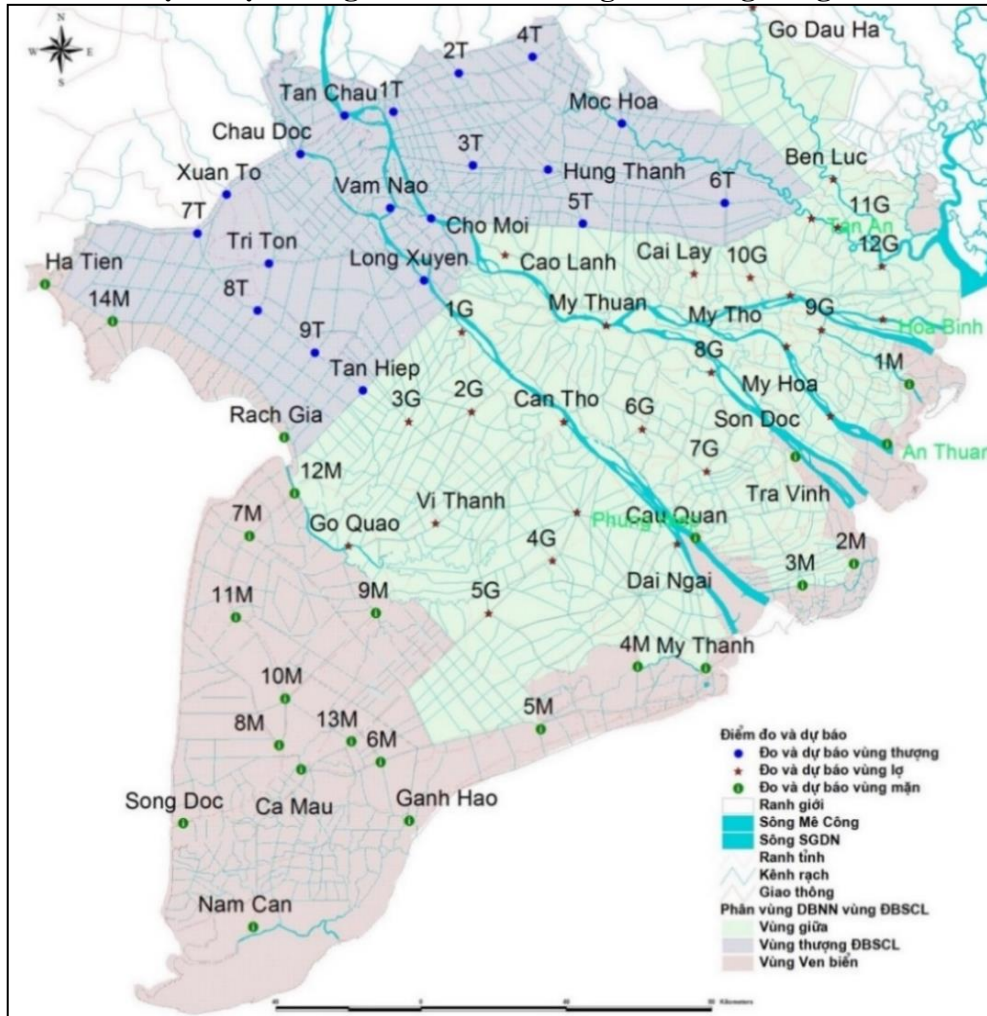 N
W
E
S
Go Dau Ha
4T
2T
Tan Chau
1T
Moc Hoa
Chau Doc
3T
Ben Luc
Xuan To
Vam Nao
Hung Thanh
6T
11G
7T
5T
Tan An
Cho Moi
Tri Ton
12G
Ha Tien
Long Xuyen
Cao Lanh
Cai Lay
10G
8T
14M
1G
My Thuan
My Tho
9G
Hoa Binh
9T
8G
1M
Tan Hiep
2G
My Hoa
3G
Can Tho
6G
Son Doc
Rach Gia
An Thuan
7G
12M
Tra Vinh
Vi Thanh
7M
Go Quao
Cau Quan
4G
2M
3M
Dai Ngai
11M
9M
5G
4M
My Thanh
10M
8M
13M
6M
5M
Song Doc
Ca Mau
Ganh Hao
Nam Can
Điểm đo và dự báo
Đo và dự báo vùng thượng
Đo và dự báo vùng lợ
Đo và dự báo vùng mặn
Ranh giới
Sông Mê Công
Sông SGDN
Ranh tỉnh
Kênh rạch
Giao thông
Phân vùng DBNN vùng ĐBSCL
Vùng giữa
Vùng thượng ĐBSCL
Vùng Ven biển
0
Kilometers